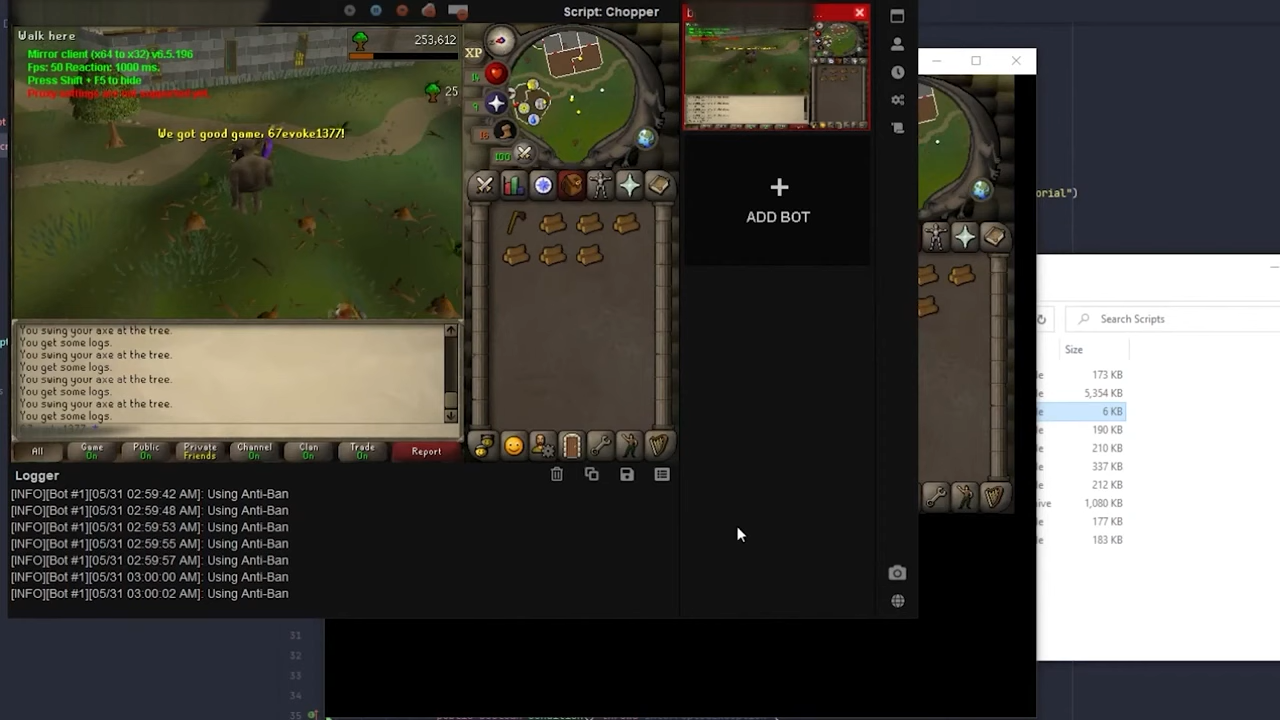 Script: Chopper
Walk here
Mirror client (x64 to x32) v6.5.196
Fps: 50 Reaction: 1000 ms.
Press Shift + F5 to hide
Proxy settings are not supported yet.
253,612
25
XP
We got good game, 67evoke1377!
100
You swing your axe at the tree.
You get some logs.
You swing your axe at the tree.
You get some logs.
You swing your axe at the tree.
You get some logs.
You swing your axe at the tree.
You get some logs.
All
Game
On
Public
On
Private
Friends
Channel
On
Clan
On
Trade
On
Report
Logger
[INFO][Bot #1][05/31 02:59:42 AM]: Using Anti-Ban
[INFO][Bot #1][05/31 02:59:48 AM]: Using Anti-Ban
[INFO][Bot #1][05/31 02:59:53 AM]: Using Anti-Ban
[INFO][Bot #1][05/31 02:59:55 AM]: Using Anti-Ban
[INFO][Bot #1][05/31 02:59:57 AM]: Using Anti-Ban
[INFO][Bot #1][05/31 03:00:00 AM]: Using Anti-Ban
[INFO][Bot #1][05/31 03:00:02 AM]: Using Anti-Ban
+
ADD BOT
orial")
Search Scripts
Size
173 KB
5,354 KB
6 KB
190 KB
210 KB
337 KB
212 KB
1,080 KB
177 KB
183 KB
31
32
33
34
35